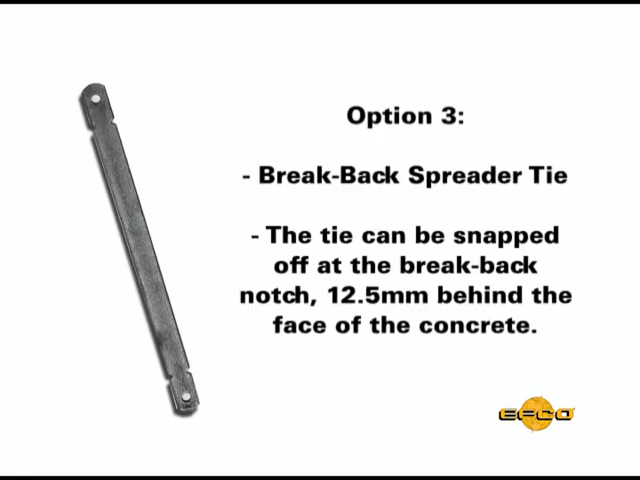 Option 3:
- Break-Back Spreader Tie
- The tie can be snapped
off at the break-back
notch, 12.5mm behind the
face of the concrete.
EFCO